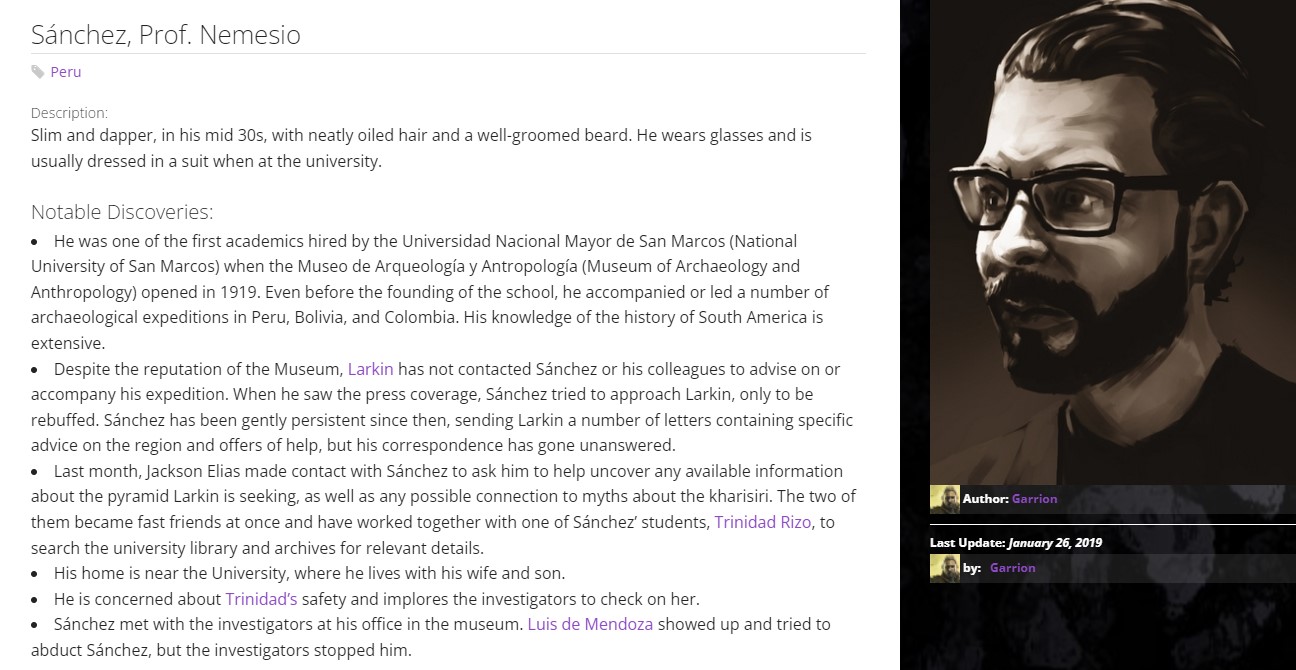 Sánchez, Prof. Nemesio
Peru
Description:
Slim and dapper, in his mid 30s, with neatly oiled hair and a well-groomed beard. He wears glasses and is
usually dressed in a suit when at the university.
Notable Discoveries:
• He was one of the first academics hired by the Universidad Nacional Mayor de San Marcos (National
University of San Marcos) when the Museo de Arqueología y Antropología (Museum of Archaeology and
Anthropology) opened in 1919. Even before the founding of the school, he accompanied or led a number of
archaeological expeditions in Peru, Bolivia, and Colombia. His knowledge of the history of South America is
extensive.
• Despite the reputation of the Museum, Larkin has not contacted Sánchez or his colleagues to advise on or
accompany his expedition. When he saw the press coverage, Sánchez tried to approach Larkin, only to be
rebuffed. Sánchez has been gently persistent since then, sending Larkin a number of letters containing specific
advice on the region and offers of help, but his correspondence has gone unanswered.
• Last month, Jackson Elias made contact with Sánchez to ask him to help uncover any available information
about the pyramid Larkin is seeking, as well as any possible connection to myths about the kharisiri. The two of
them became fast friends at once and have worked together with one of Sánchez’ students, Trinidad Rizo, to
search the university library and archives for relevant details.
• His home is near the University, where he lives with his wife and son.
• He is concerned about Trinidad’s safety and implores the investigators to check on her.
• Sánchez met with the investigators at his office in the museum. Luis de Mendoza showed up and tried to
abduct Sánchez, but the investigators stopped him.
Author: Garrion
Last Update: January 26, 2019
by: Garrion